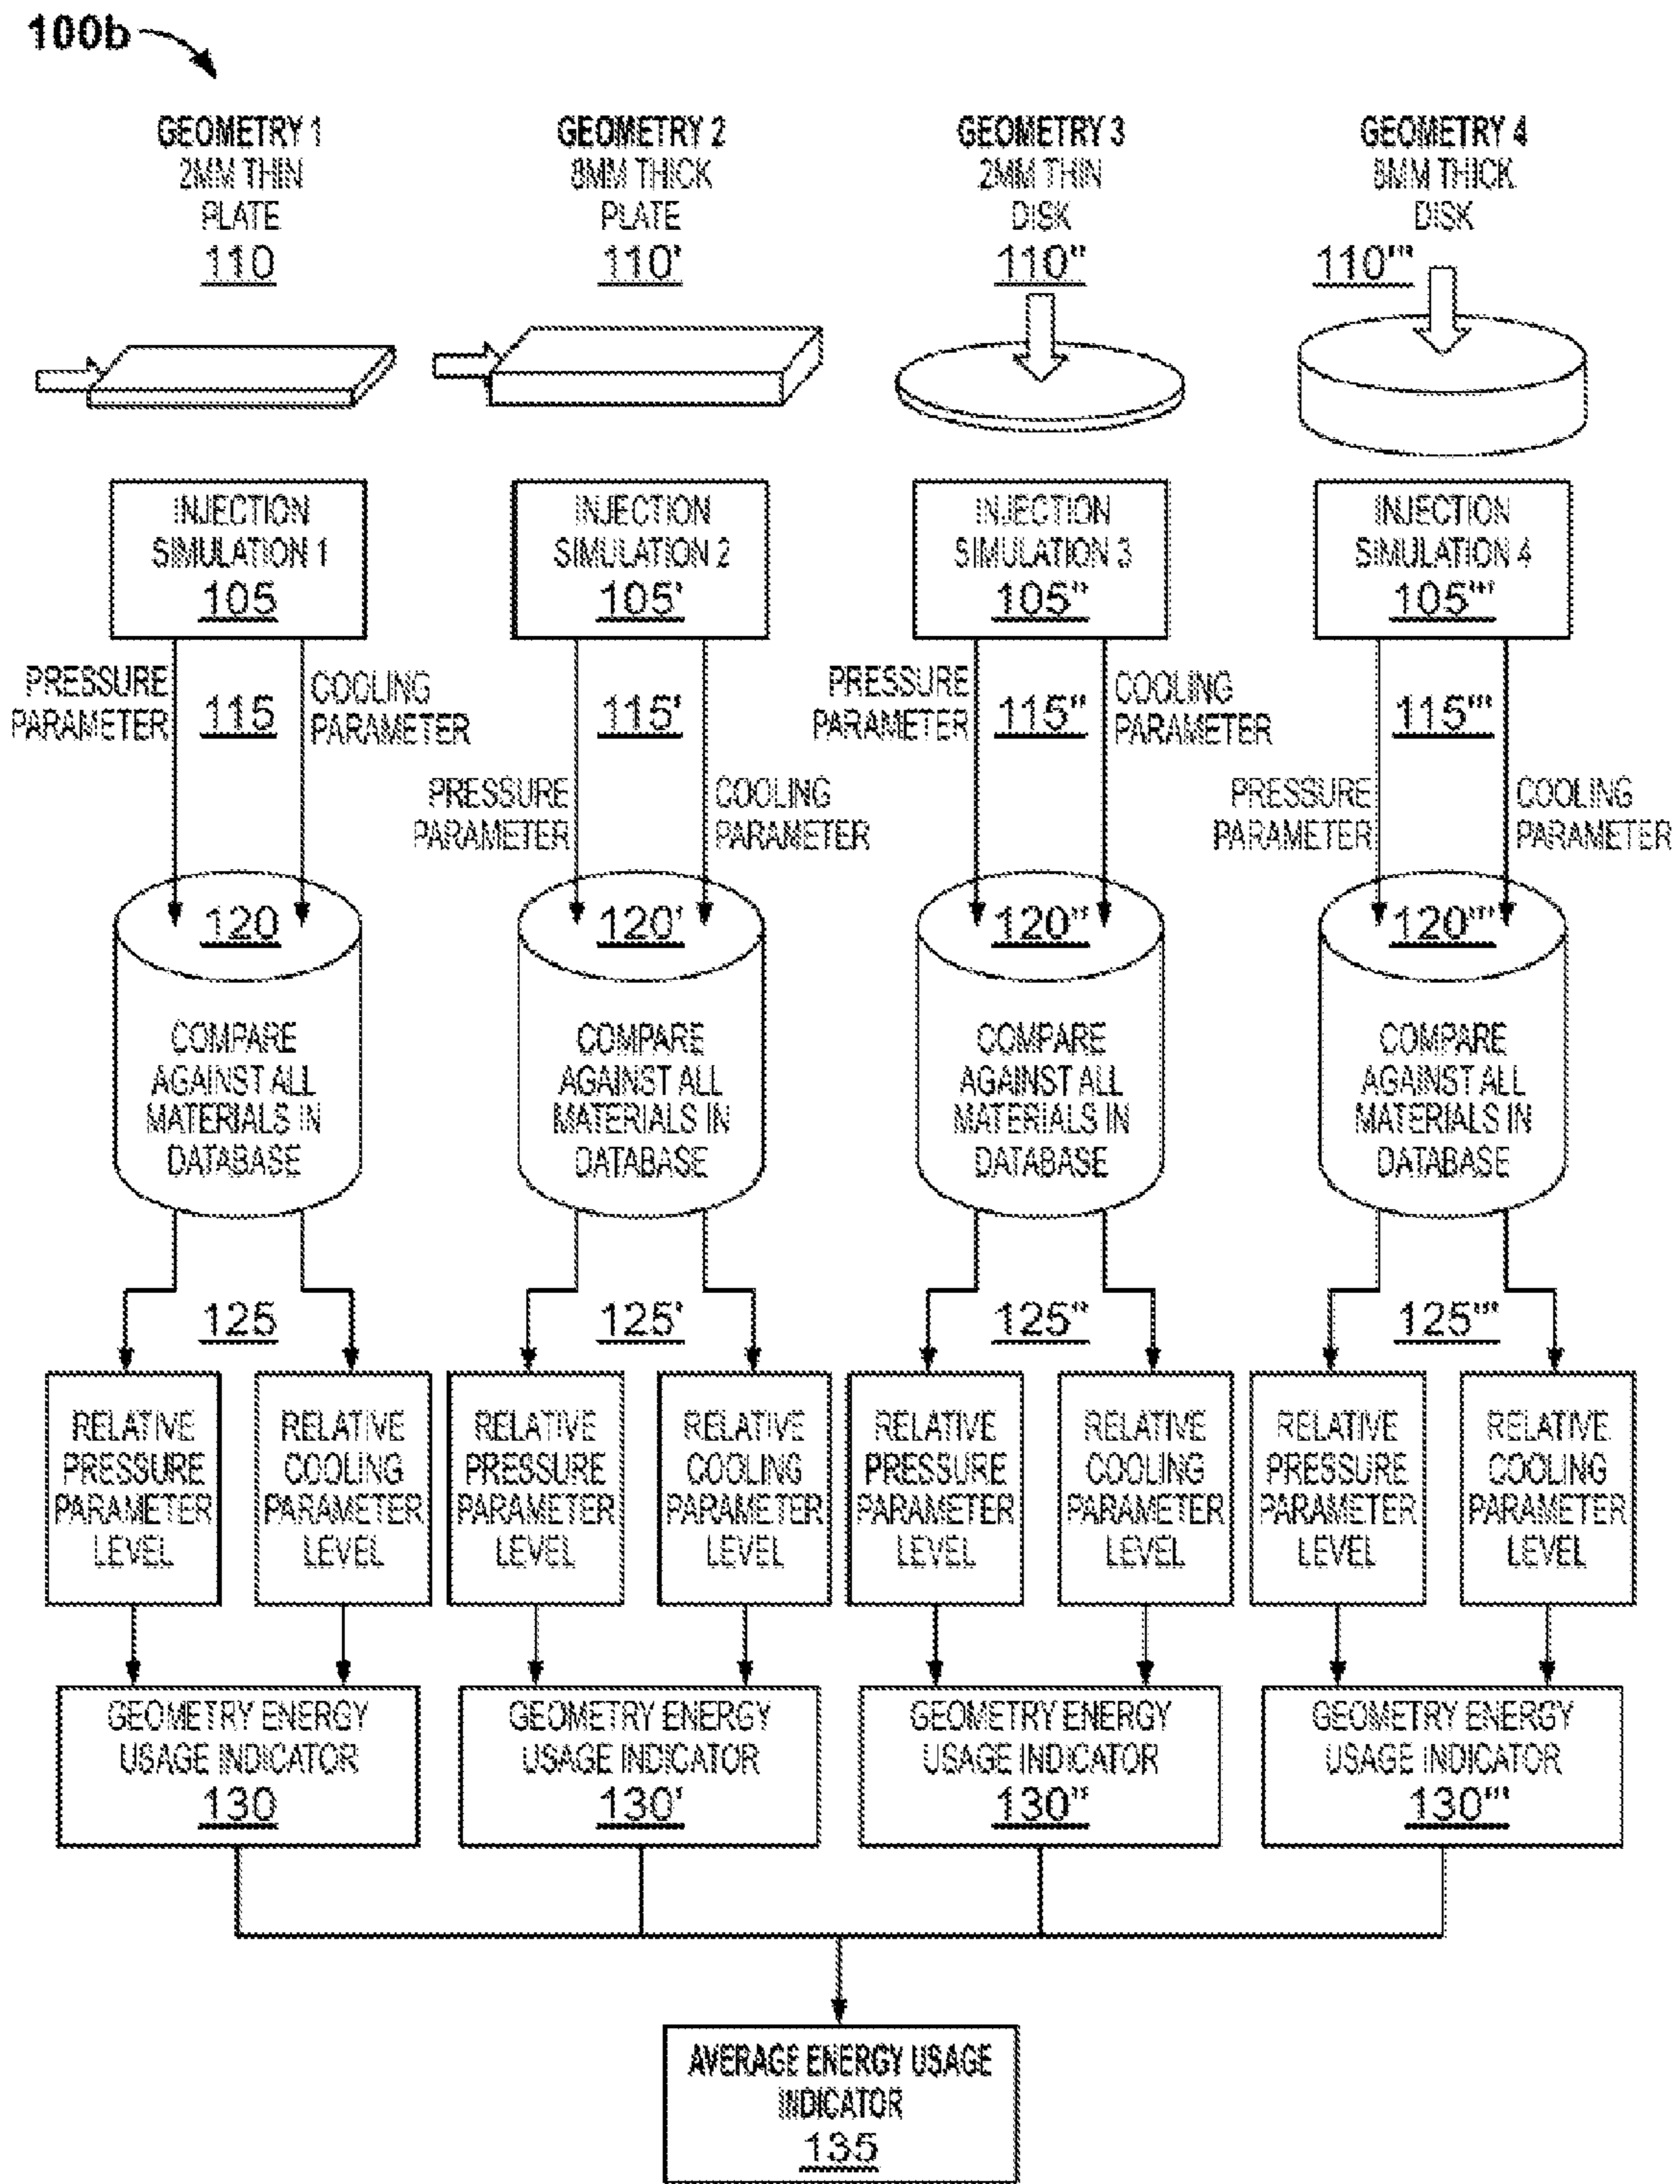 100b
GEOMETRY 1
2MM THIN
PLATE
110
GEOMETRY 2
8MM THICK
PLATE
110'
GEOMETRY 3
2MM THIN
DISK
110"
GEOMETRY 4
8MM THICK
DISK
110'"
INJECTION
SIMULATION 1
105
INJECTION
SIMULATION 2
105'
INJECTION
SIMULATION 3
105"
INJECTION
SIMULATION 4
105'"
PRESSURE
PARAMETER
115
COOLING
PARAMETER
PRESSURE
PARAMETER
115'
COOLING
PARAMETER
PRESSURE
PARAMETER
115"
COOLING
PARAMETER
PRESSURE
PARAMETER
115'"
COOLING
PARAMETER
120
COMPARE
AGAINST ALL
MATERIALS IN
DATABASE
120'
COMPARE
AGAINST ALL
MATERIALS IN
DATABASE
120"
COMPARE
AGAINST ALL
MATERIALS IN
DATABASE
120'"
COMPARE
AGAINST ALL
MATERIALS IN
DATABASE
125
125'
125"
125'"
RELATIVE
PRESSURE
PARAMETER
LEVEL
RELATIVE
COOLING
PARAMETER
LEVEL
RELATIVE
PRESSURE
PARAMETER
LEVEL
RELATIVE
COOLING
PARAMETER
LEVEL
RELATIVE
PRESSURE
PARAMETER
LEVEL
RELATIVE
COOLING
PARAMETER
LEVEL
RELATIVE
PRESSURE
PARAMETER
LEVEL
RELATIVE
COOLING
PARAMETER
LEVEL
GEOMETRY ENERGY
USAGE INDICATOR
130
GEOMETRY ENERGY
USAGE INDICATOR
130'
GEOMETRY ENERGY
USAGE INDICATOR
130"
GEOMETRY ENERGY
USAGE INDICATOR
130'"
AVERAGE ENERGY USAGE
INDICATOR
135